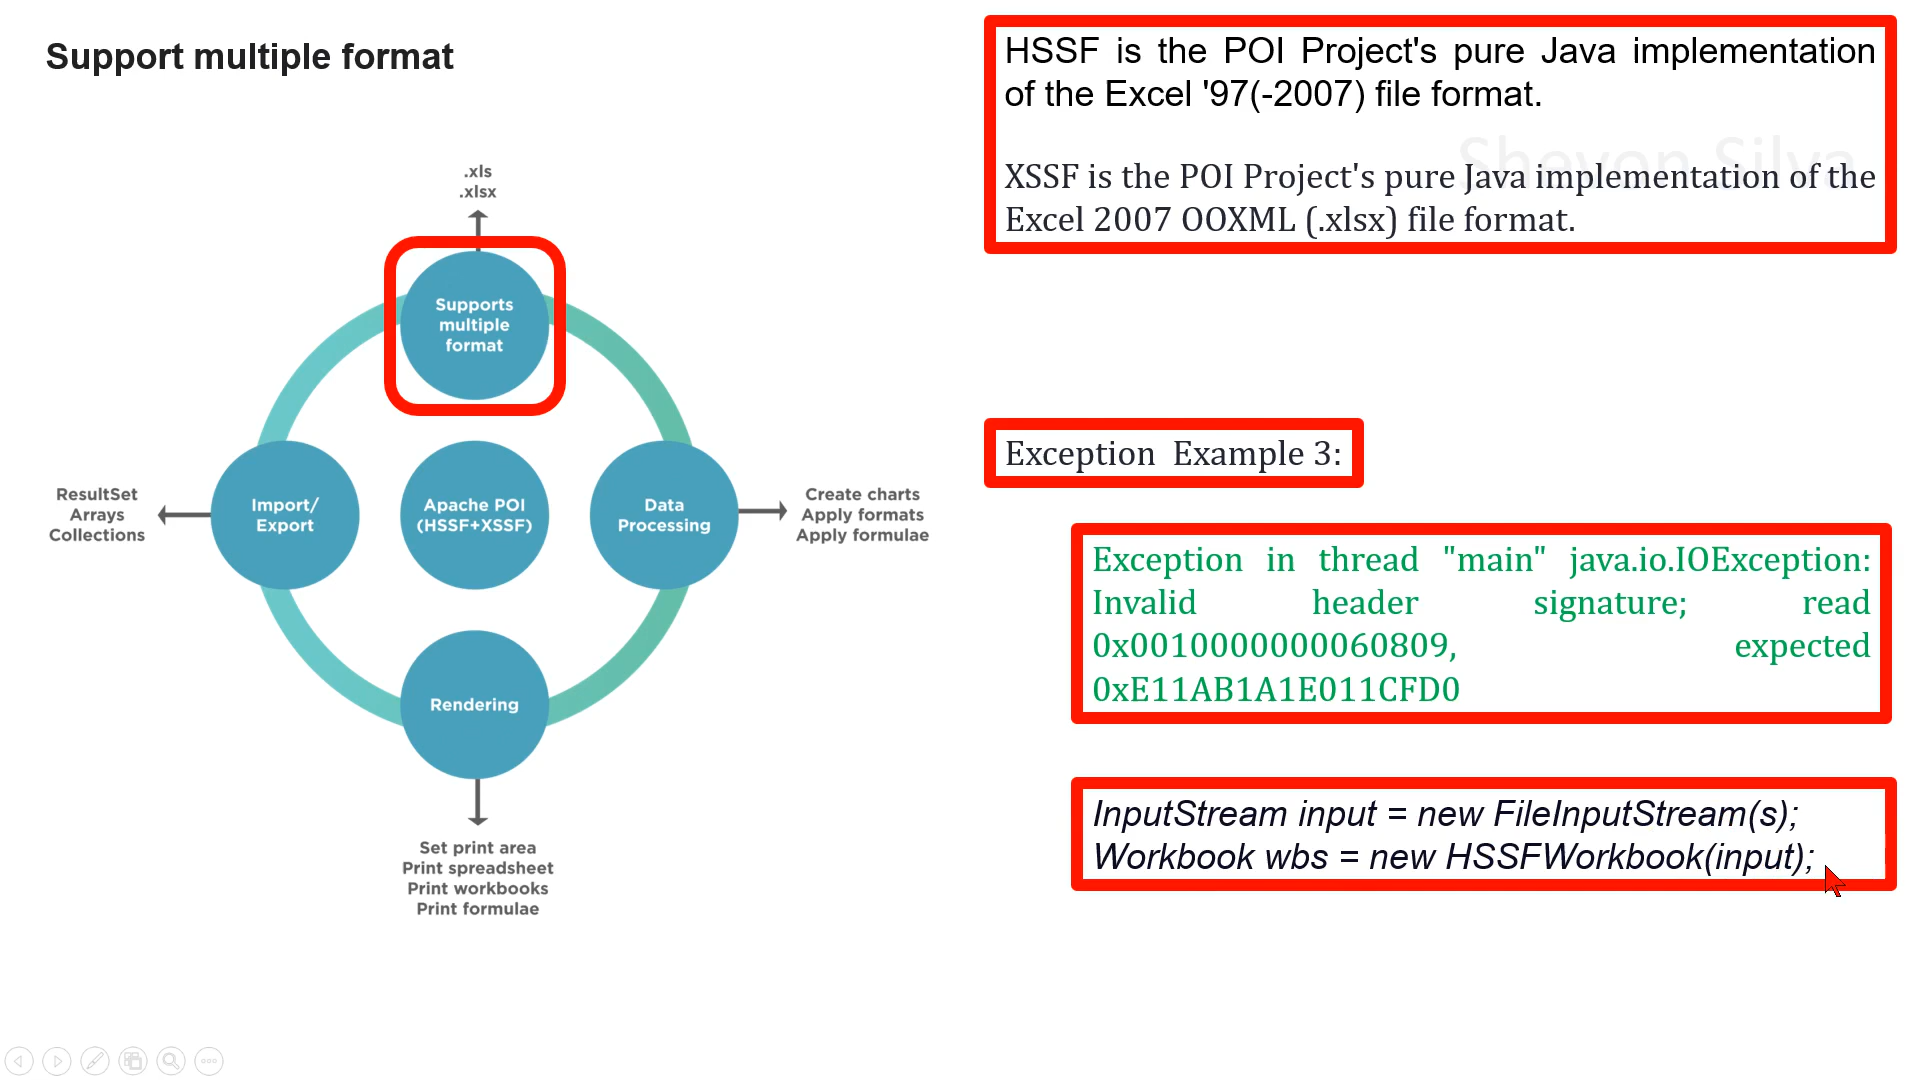 Support multiple format
HSSF is the POI Project's pure Java implementation
of the Excel '97(-2007) file format.
Shevon Silva
XSSF is the POI Project's pure Java implementation of the
Excel 2007 OOXML (.xlsx) file format.
.xls
.xlsx
Supports
multiple
format
ResultSet
Arrays
Collections
Import/
Export
Apache POI
(HSSF+XSSF)
Data
Processing
Create charts
Apply formats
Apply formulae
Rendering
Set print area
Print spreadsheet
Print workbooks
Print formulae
Exception Example 3:
Exception in thread "main" java.io.IOException:
Invalid header signature; read
0x0010000000060809, expected
0xE11AB1A1E011CFD0
InputStream input = new FileInputStream(s);
Workbook wbs = new HSSFWorkbook(input);